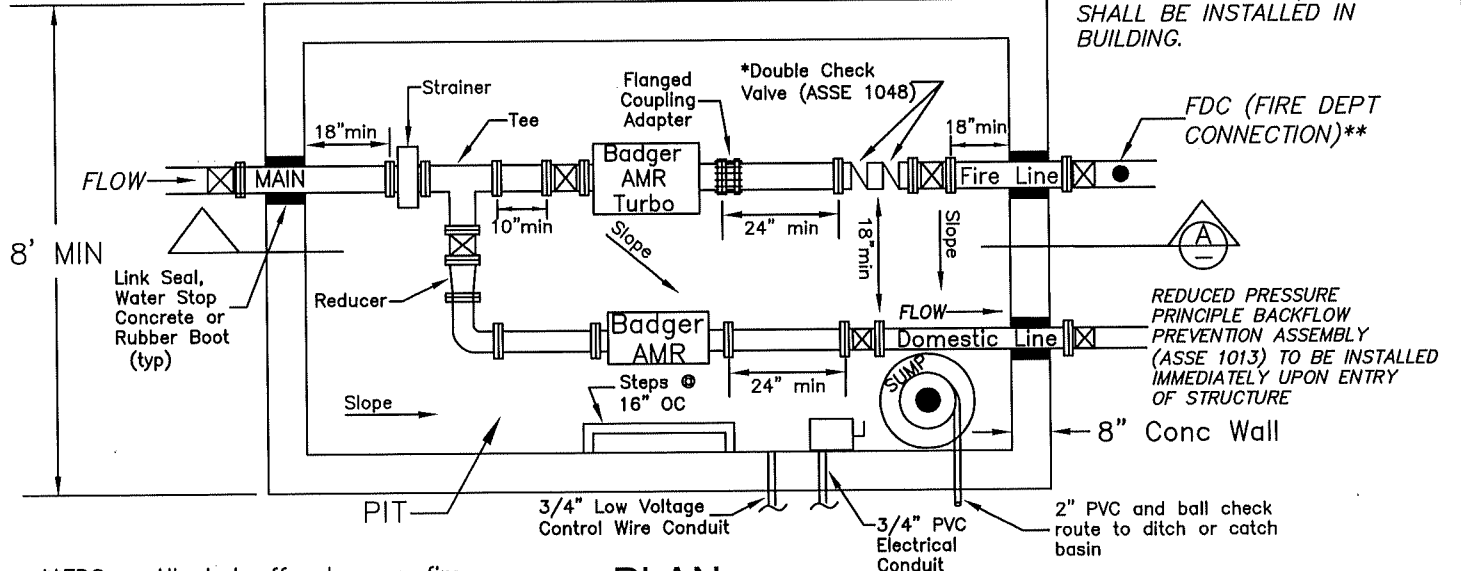 SHALL BE INSTALLED IN
BUILDING.
*Double Check
Valve (ASSE 1048)
Flanged
Coupling
Adapter
Strainer
Tee
18"min
18"min
FDC (FIRE DEPT
CONNECTION)**
FLOW
MAIN
Badger
AMR
Turbo
Fire Line
10"min
24" min
18"min
Slope
Slope
A
8' MIN
Link Seal,
Water Stop
Concrete or
Rubber Boot
(typ)
Reducer
FLOW
Badger
AMR
Domestic Line
REDUCED PRESSURE
PRINCIPLE BACKFLOW
PREVENTION ASSEMBLY
(ASSE 1013) TO BE INSTALLED
IMMEDIATELY UPON ENTRY
OF STRUCTURE
24" min
SUMP
Steps @
16" OC
Slope
8" Conc Wall
PIT
3/4" Low Voltage
Control Wire Conduit
3/4" PVC
Electrical
Conduit
2" PVC and ball check
route to ditch or catch
basin
PLAN